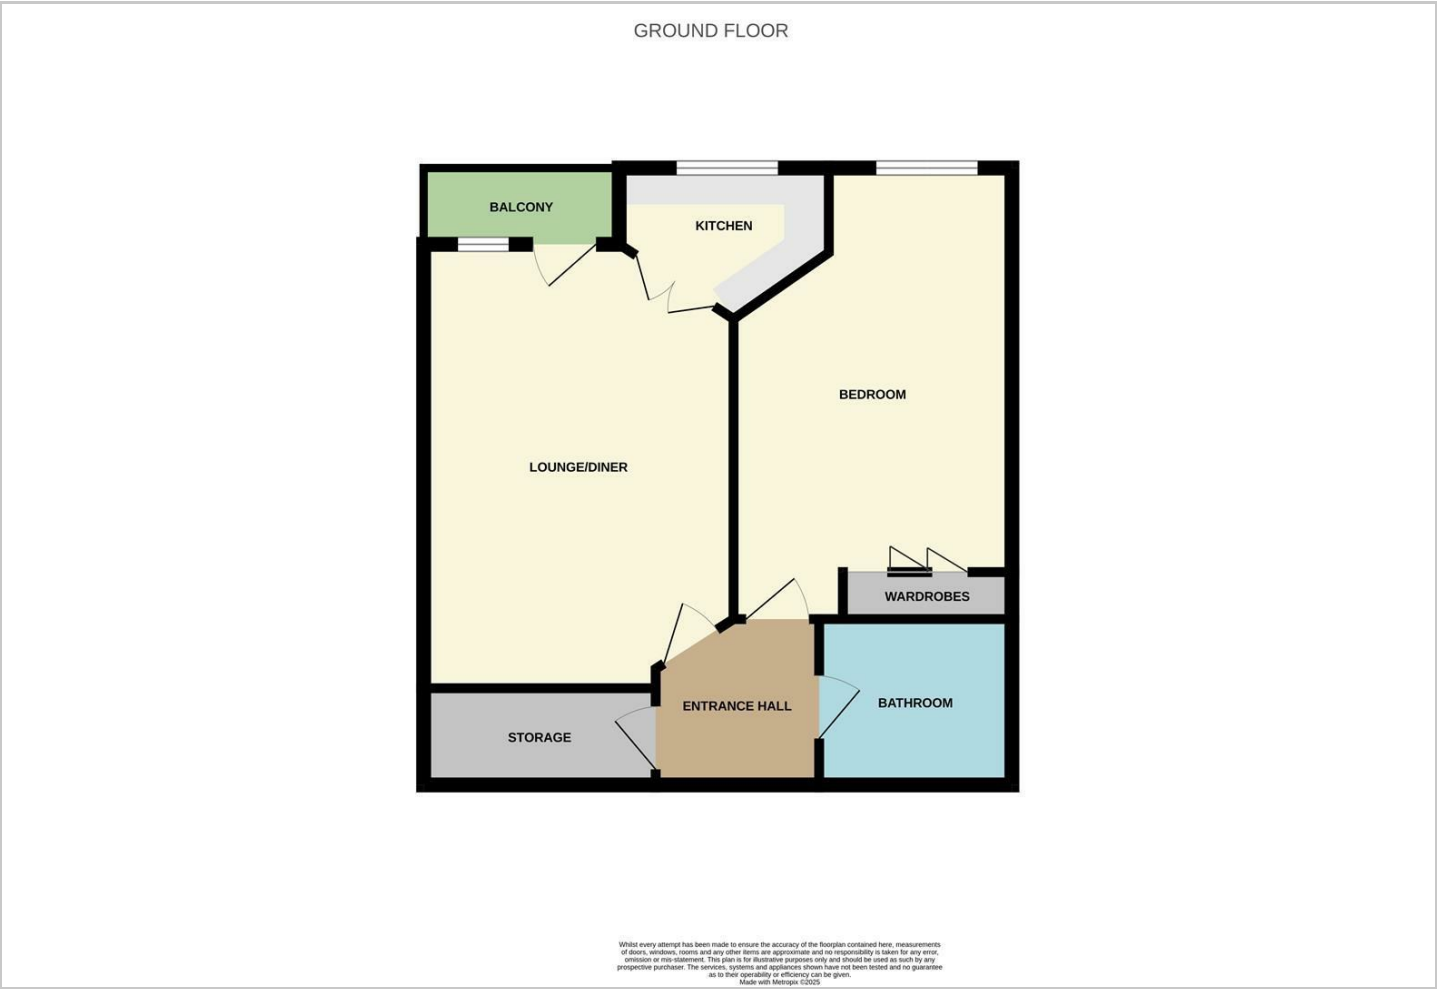 GROUND FLOOR
BALCONY
KITCHEN
BEDROOM
LOUNGE/DINER
WARDROBES
ENTRANCE HALL
BATHROOM
STORAGE
Whilst every attempt has been made to ensure the accuracy of the floorplan contained here, measurements
of doors, windows, rooms and any other items are approximate and no responsibility is taken for any error,
omission or mis-statement. This plan is for illustrative purposes only and should be used as such by any
prospective purchaser. The services, systems and appliances shown have not been tested and no guarantee
as to their operability or efficiency can be given.
Made with Metropix ©2025